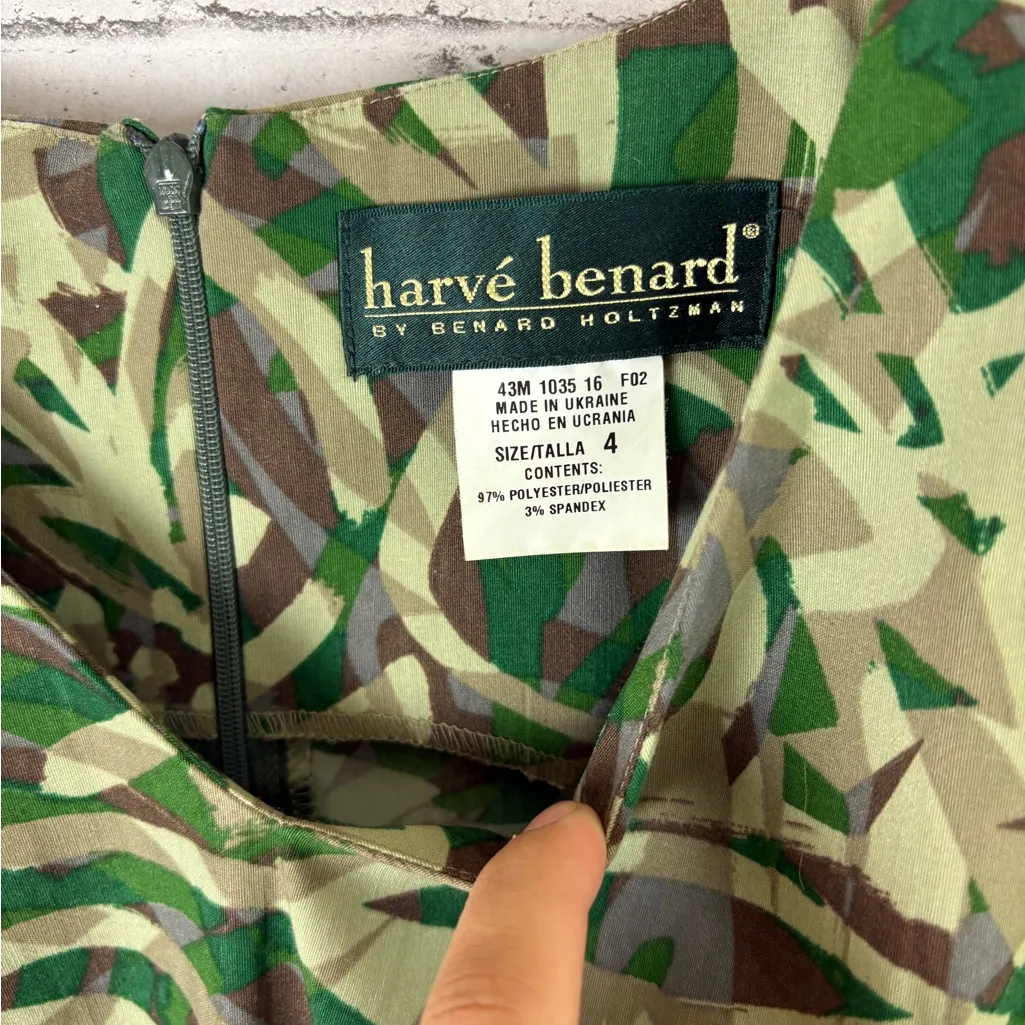 harvé benard®
BY BENARD HOLTZMAN
43M 1035 16 F02
MADE IN UKRAINE
HECHO EN UCRANIA
SIZE/TALLA 4
CONTENTS:
97% POLYESTER/POLIESTER
3% SPANDEX